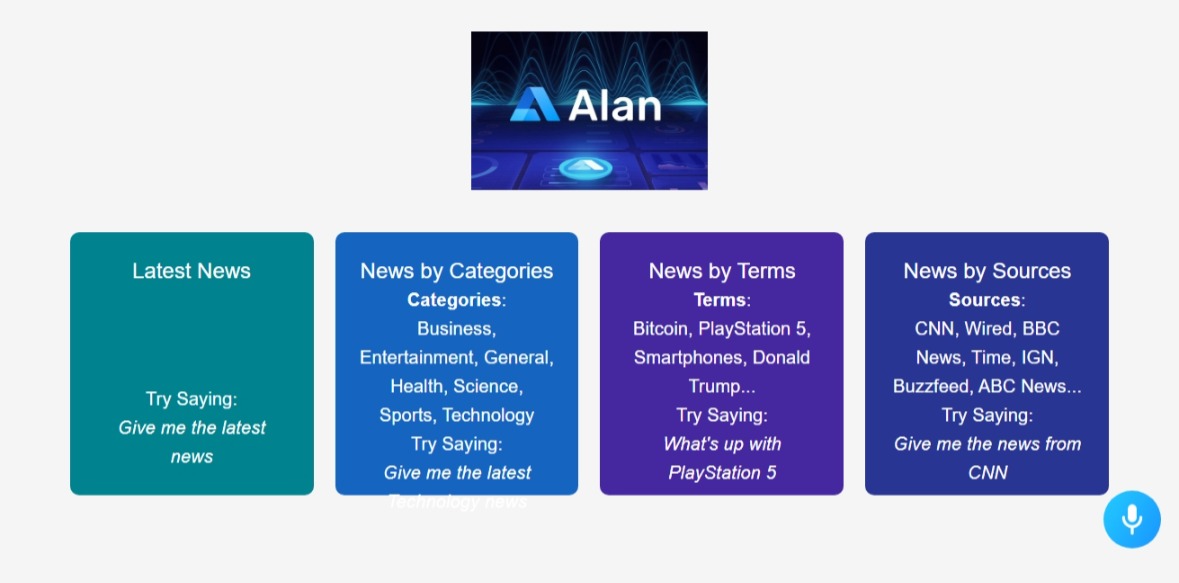 Alan
Latest News
Try Saying:
Give me the latest
news
News by Categories
Categories:
Business,
Entertainment, General,
Health, Science,
Sports, Technology
Try Saying:
Give me the latest
Technology news
News by Terms
Terms:
Bitcoin, PlayStation 5,
Smartphones, Donald
Trump...
Try Saying:
What's up with
PlayStation 5
News by Sources
Sources:
CNN, Wired, BBC
News, Time, IGN,
Buzzfeed, ABC News...
Try Saying:
Give me the news from
CNN